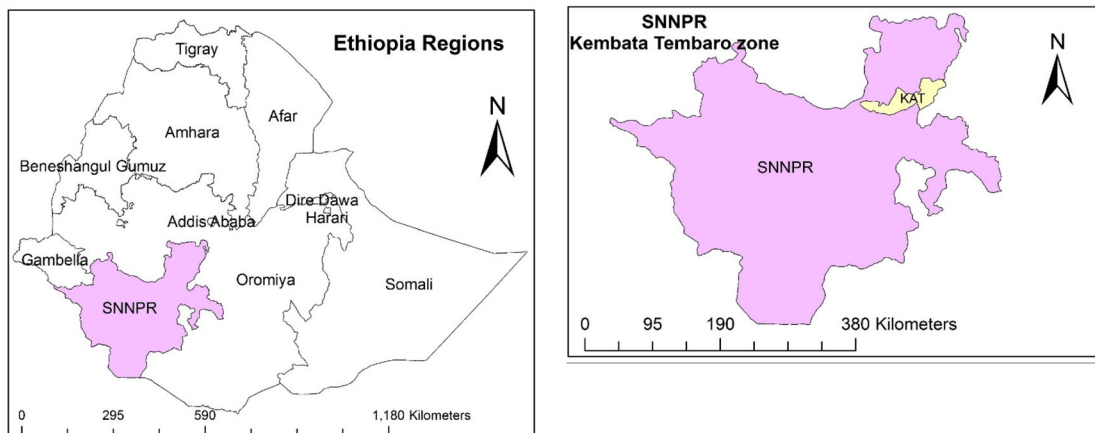 Ethiopia Regions
N
Tigray
Afar
Amhara
Beneshangul Gumuz
Dire Dawa
Harari
Addis Ababa
Gambella
Oromiya
Somali
SNNPR
0 295 590 1,180 Kilometers
SNNPR
Kembata Tembaro zone
N
KAT
SNNPR
0 95 190 380 Kilometers